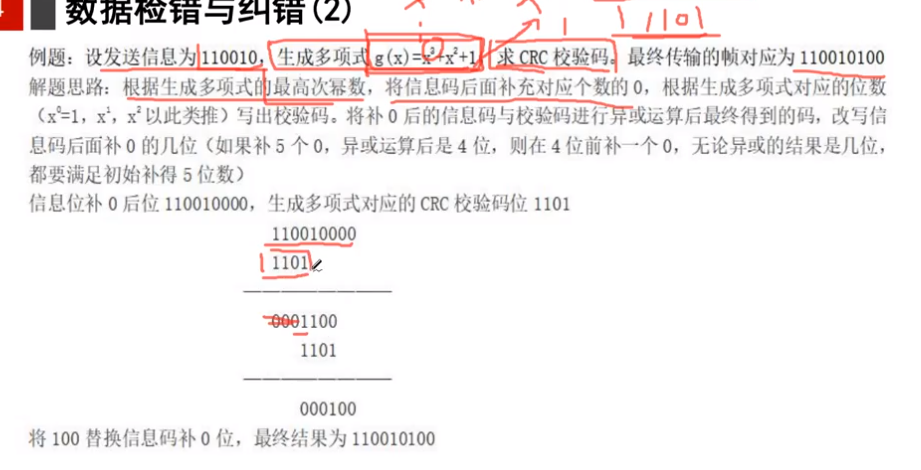 数据检错与纠错(2)
1101
例题：设发送信息为 110010，生成多项式 g(x)=x³+x²+1，求 CRC 校验码。最终传输的帧对应为 110010100
解题思路：根据生成多项式的最高次幂数，将信息码后面补充对应个数的 0，根据生成多项式对应的位数
（x⁰=1，x¹，x² 以此类推）写出校验码。将补 0 后的信息码与校验码进行异或运算后最终得到的码，改写信
息码后面补 0 的几位（如果补 5 个 0，异或运算后是 4 位，则在 4 位前补一个 0，无论异或的结果是几位，
都要满足初始补得 5 位数）
信息位补 0 后位 110010000，生成多项式对应的 CRC 校验码位 1101
110010000
1101
0001100
1101
000100
将 100 替换信息码补 0 位，最终结果为 110010100